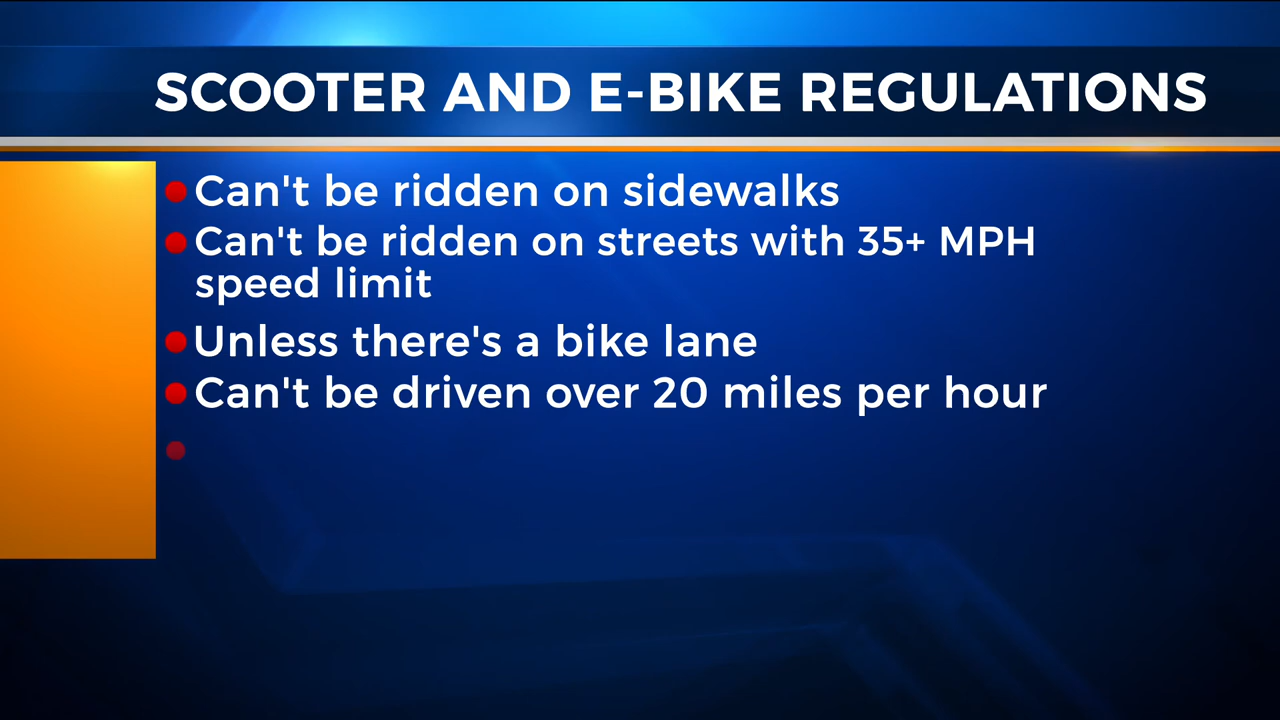 SCOOTER AND E-BIKE REGULATIONS
Can't be ridden on sidewalks
Can't be ridden on streets with 35+ MPH
speed limit
Unless there's a bike lane
Can't be driven over 20 miles per hour